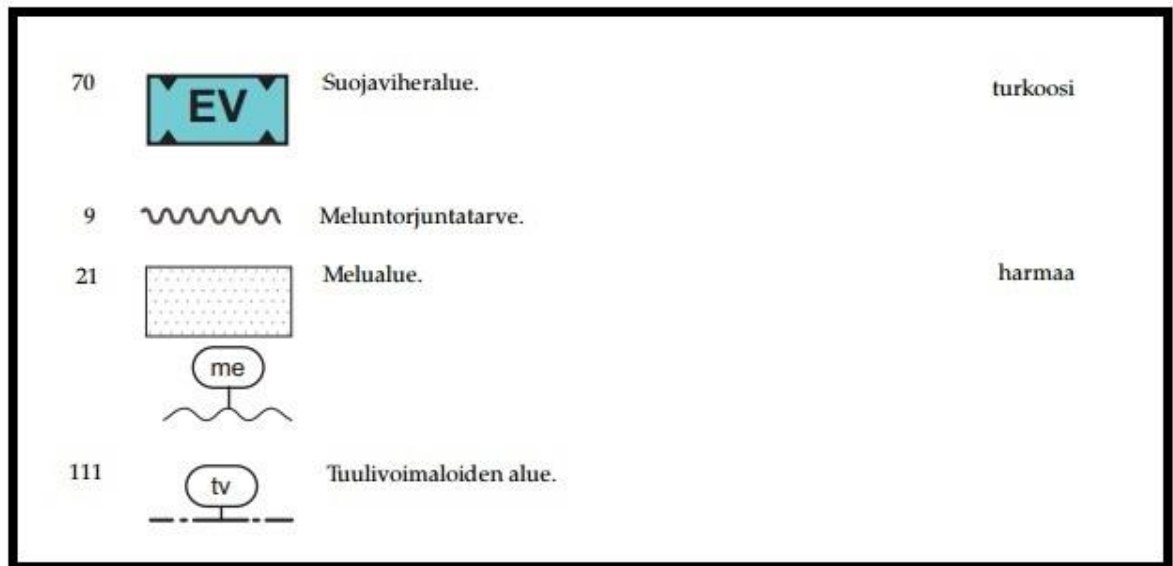 70 EV Suojaviheralue. turkoosi
9 Meluntorjuntatarve.
21 Melualue. harmaa
me
111 tv Tuulivoimaloiden alue.